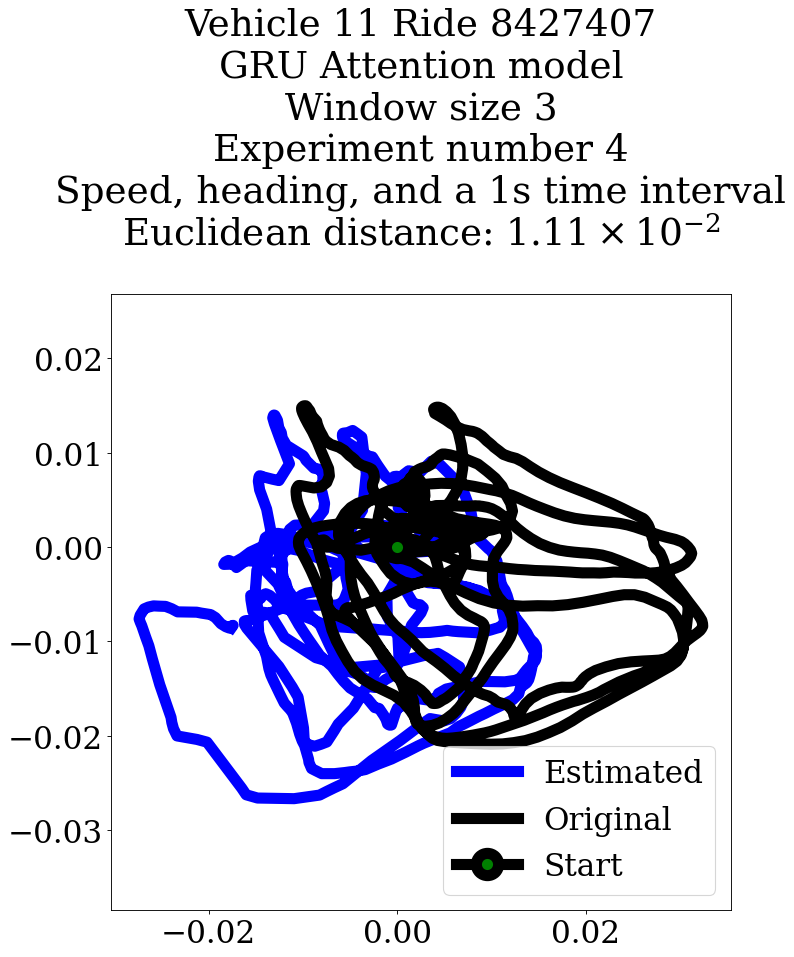 Vehicle 11 Ride 8427407
GRU Attention model
Window size 3
Experiment number 4
Speed, heading, and a 1s time interval
Euclidean distance: 1.11 × 10⁻²
0.02
0.01
0.00
−0.01
−0.02
−0.03
Estimated
Original
Start
−0.02 0.00 0.02